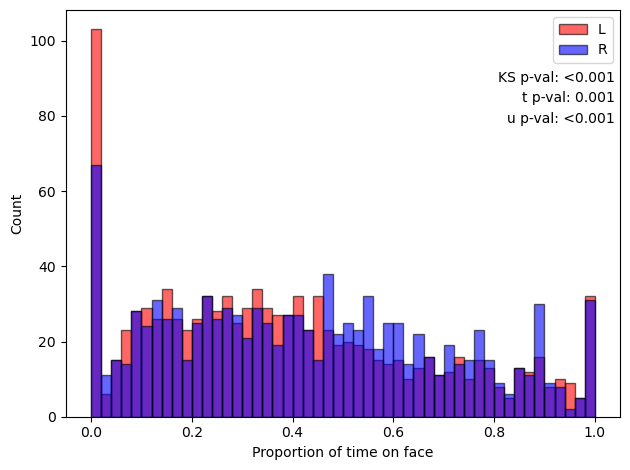 100
80
60
40
20
0
Count
0.0 0.2 0.4 0.6 0.8 1.0
Proportion of time on face
L
R
KS p-val: <0.001
t p-val: 0.001
u p-val: <0.001